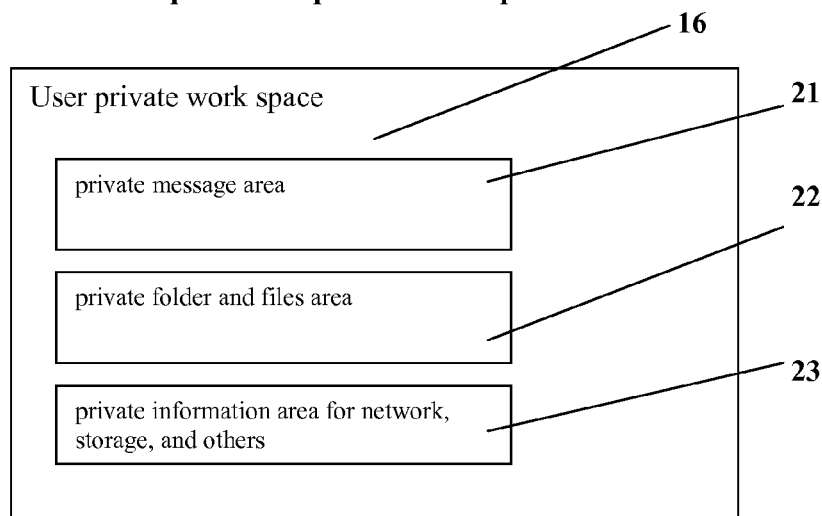 16
User private work space
21
private message area
22
private folder and files area
23
private information area for network,
storage, and others